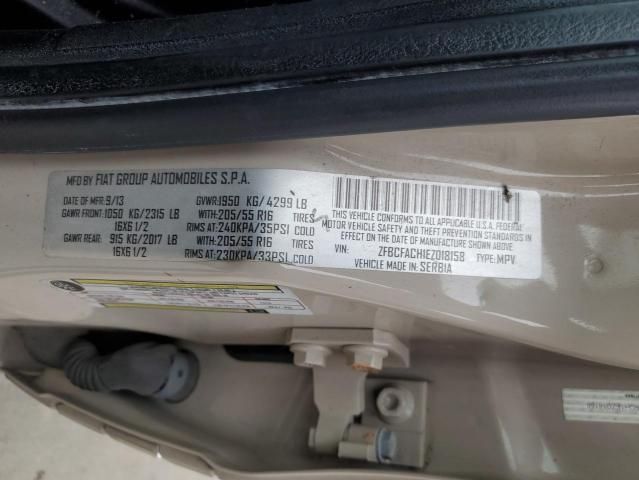 MFD BY FIAT GROUP AUTOMOBILES S.P.A.
DATE OF MFR: 9/13 GVWR: 1950 KG/4299 LB
GAWR FRONT: 1050 KG/2315 LB WITH: 205/55 R16 TIRES
16X6 1/2 RIMS AT: 240KPA/35PSI COLD
GAWR REAR: 915 KG/2017 LB WITH: 205/55 R16 TIRES
16X6 1/2 RIMS AT: 230KPA/33PSI COLD
THIS VEHICLE CONFORMS TO ALL APPLICABLE U.S.A. FEDERAL
MOTOR VEHICLE SAFETY, BUMPER, AND THEFT PREVENTION STANDARDS
IN EFFECT ON THE DATE OF MANUFACTURE SHOWN ABOVE.
VIN: ZFBCFACH1EZ018158 TYPE: MPV
VEHICLE MADE IN: SERBIA